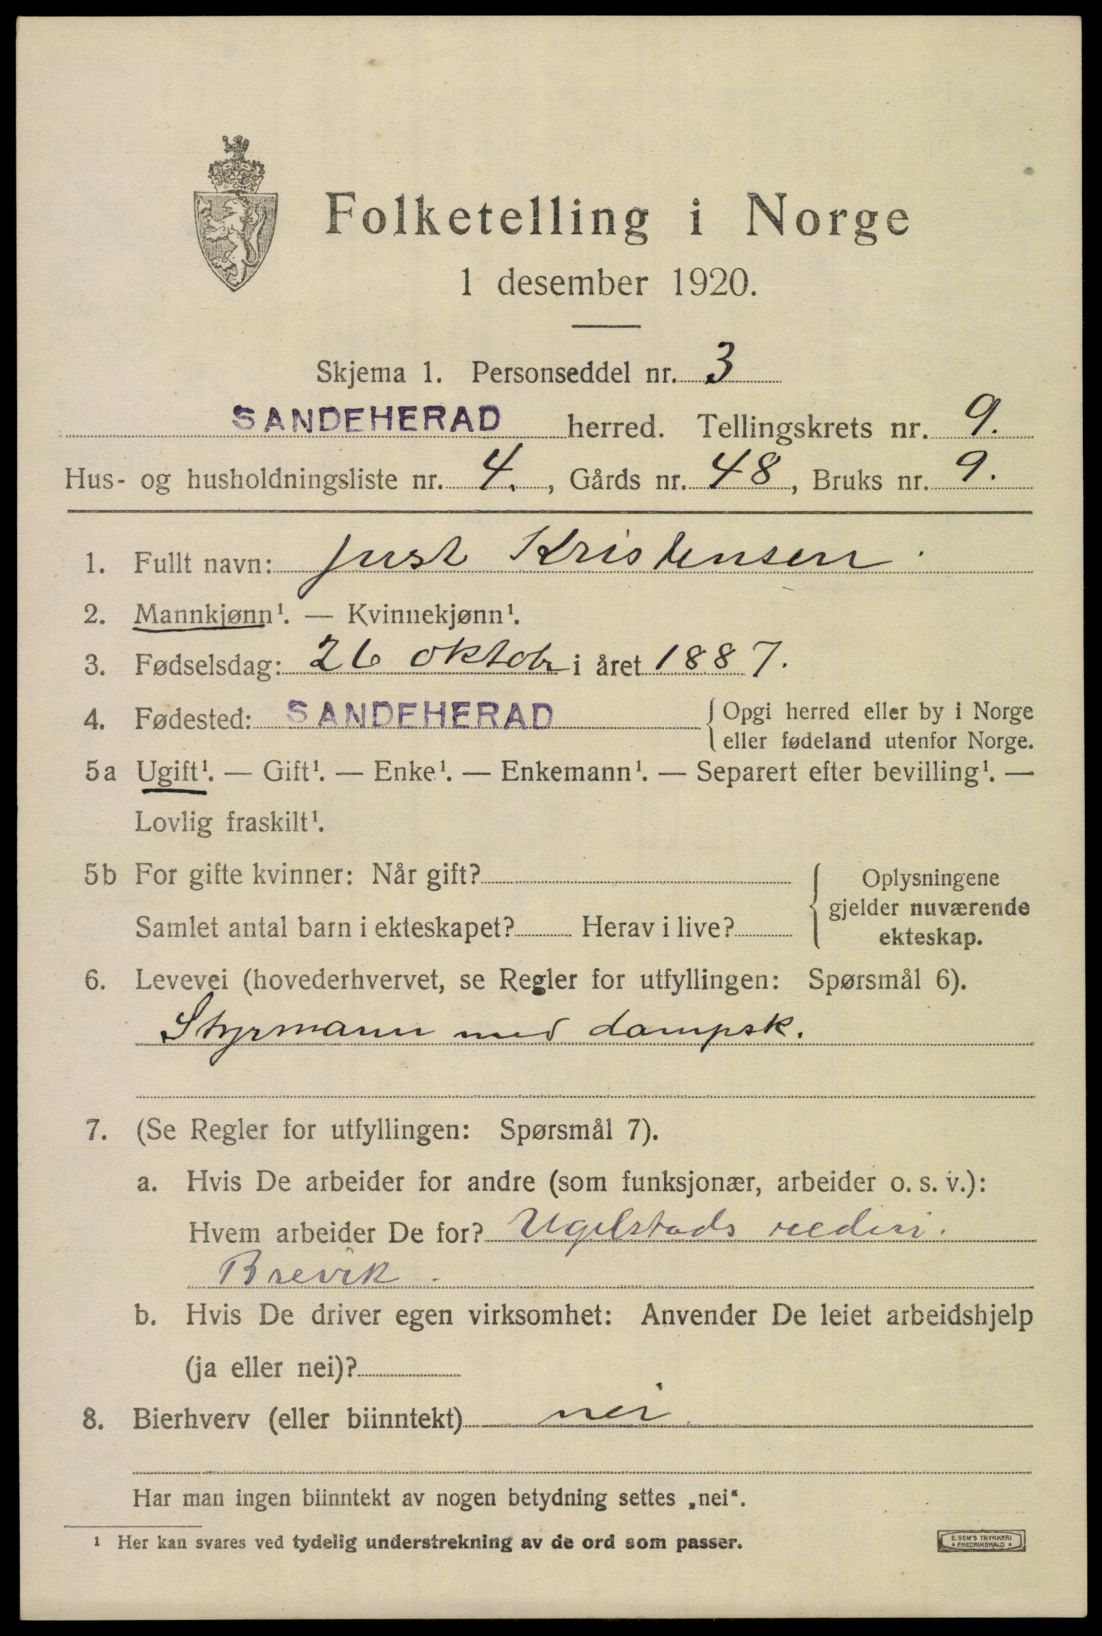 Folketelling i Norge
1 desember 1920.
Skjema 1. Personseddel nr. 3
SANDEHERAD herred. Tellingskrets nr. 9.
Hus- og husholdningsliste nr. 4., Gårds nr. 48, Bruks nr. 9.
1. Fullt navn: Just Kristensen
2. Mannkjønn¹. — Kvinnekjønn¹.
3. Fødselsdag: 26 oktob i året 1887.
4. Fødested: SANDEHERAD { Opgi herred eller by i Norge
eller fødeland utenfor Norge.
5a Ugift¹. — Gift¹. — Enke¹. — Enkemann¹. — Separert efter bevilling¹. —
Lovlig fraskilt¹.
5b For gifte kvinner: Når gift? { Oplysningene
gjelder nuværende
Samlet antal barn i ekteskapet? Herav i live? ekteskap.
6. Levevei (hovederhvervet, se Regler for utfyllingen: Spørsmål 6).
Styrmann med dampsk.
7. (Se Regler for utfyllingen: Spørsmål 7).
a. Hvis De arbeider for andre (som funksjonær, arbeider o. s. v.):
Hvem arbeider De for? Ugelstads rederi.
Brevik.
b. Hvis De driver egen virksomhet: Anvender De leiet arbeidshjelp
(ja eller nei)?
8. Bierhverv (eller biinntekt) nei.
Har man ingen biinntekt av nogen betydning settes „nei".
¹ Her kan svares ved tydelig understrekning av de ord som passer.
E. SEM'S TRYKKERI
• FREDRIKSHALD •